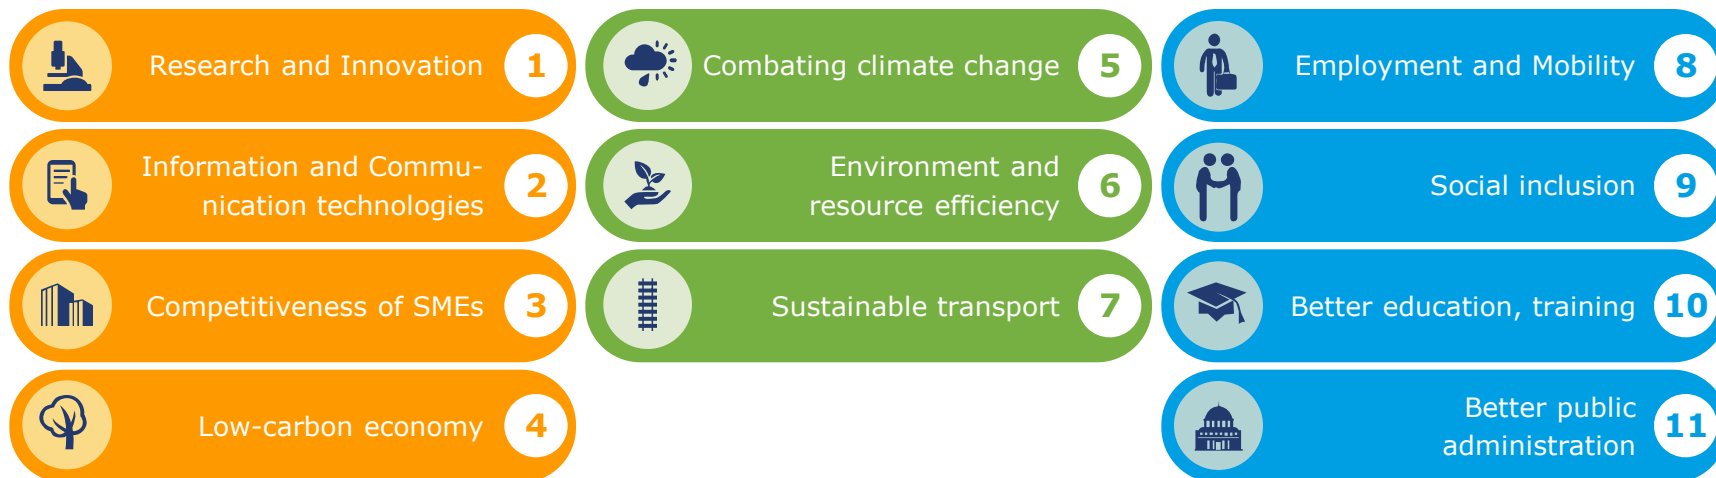 Research and Innovation 1
Information and Commu-
nication technologies 2
Competitiveness of SMEs 3
Low-carbon economy 4
Combating climate change 5
Environment and
resource efficiency 6
Sustainable transport 7
Employment and Mobility 8
Social inclusion 9
Better education, training 10
Better public
administration 11